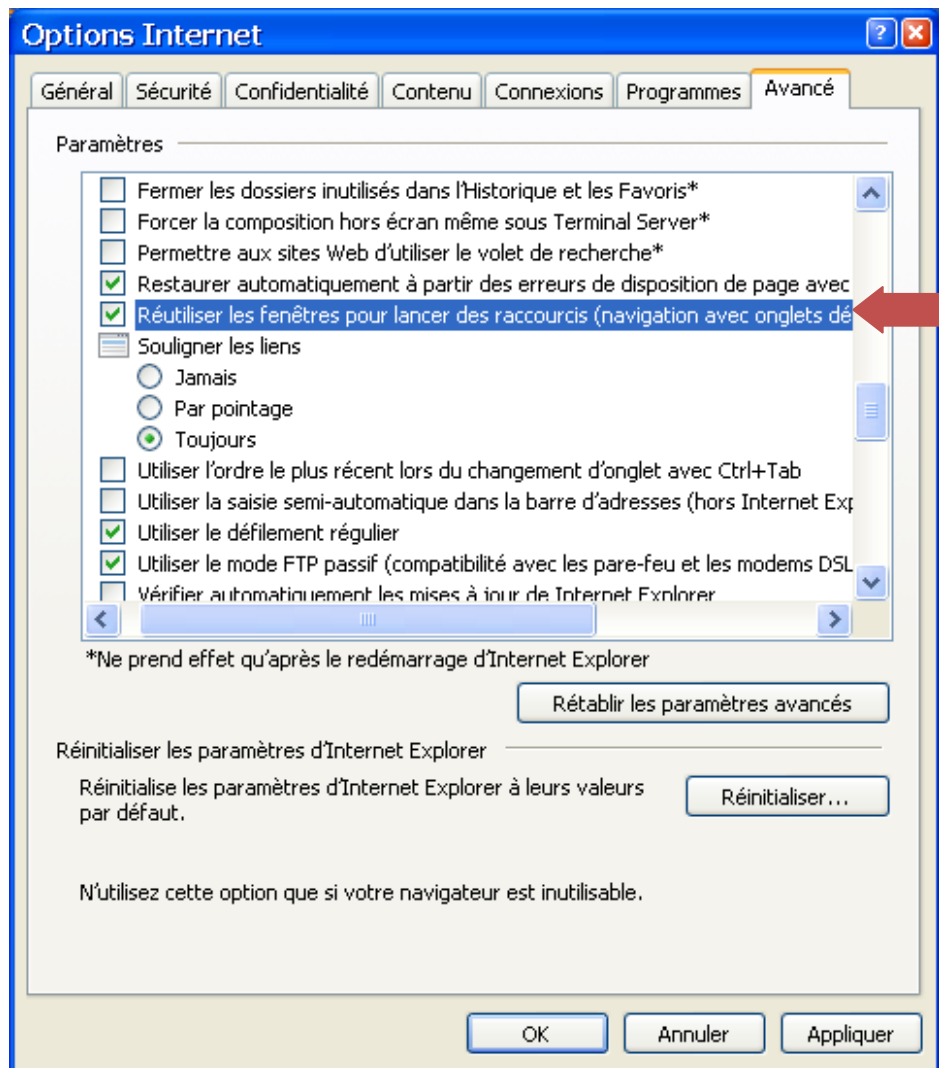 Options Internet
Général Sécurité Confidentialité Contenu Connexions Programmes Avancé
Paramètres
Fermer les dossiers inutilisés dans l'Historique et les Favoris*
Forcer la composition hors écran même sous Terminal Server*
Permettre aux sites Web d'utiliser le volet de recherche*
Restaurer automatiquement à partir des erreurs de disposition de page avec
Réutiliser les fenêtres pour lancer des raccourcis (navigation avec onglets dé
Souligner les liens
Jamais
Par pointage
Toujours
Utiliser l'ordre le plus récent lors du changement d'onglet avec Ctrl+Tab
Utiliser la saisie semi-automatique dans la barre d'adresses (hors Internet Exp
Utiliser le défilement régulier
Utiliser le mode FTP passif (compatibilité avec les pare-feu et les modems DSL
Vérifier automatiquement les mises à jour de Internet Explorer
*Ne prend effet qu'après le redémarrage d'Internet Explorer
Rétablir les paramètres avancés
Réinitialiser les paramètres d'Internet Explorer
Réinitialise les paramètres d'Internet Explorer à leurs valeurs
par défaut.
Réinitialiser...
N'utilisez cette option que si votre navigateur est inutilisable.
OK Annuler Appliquer